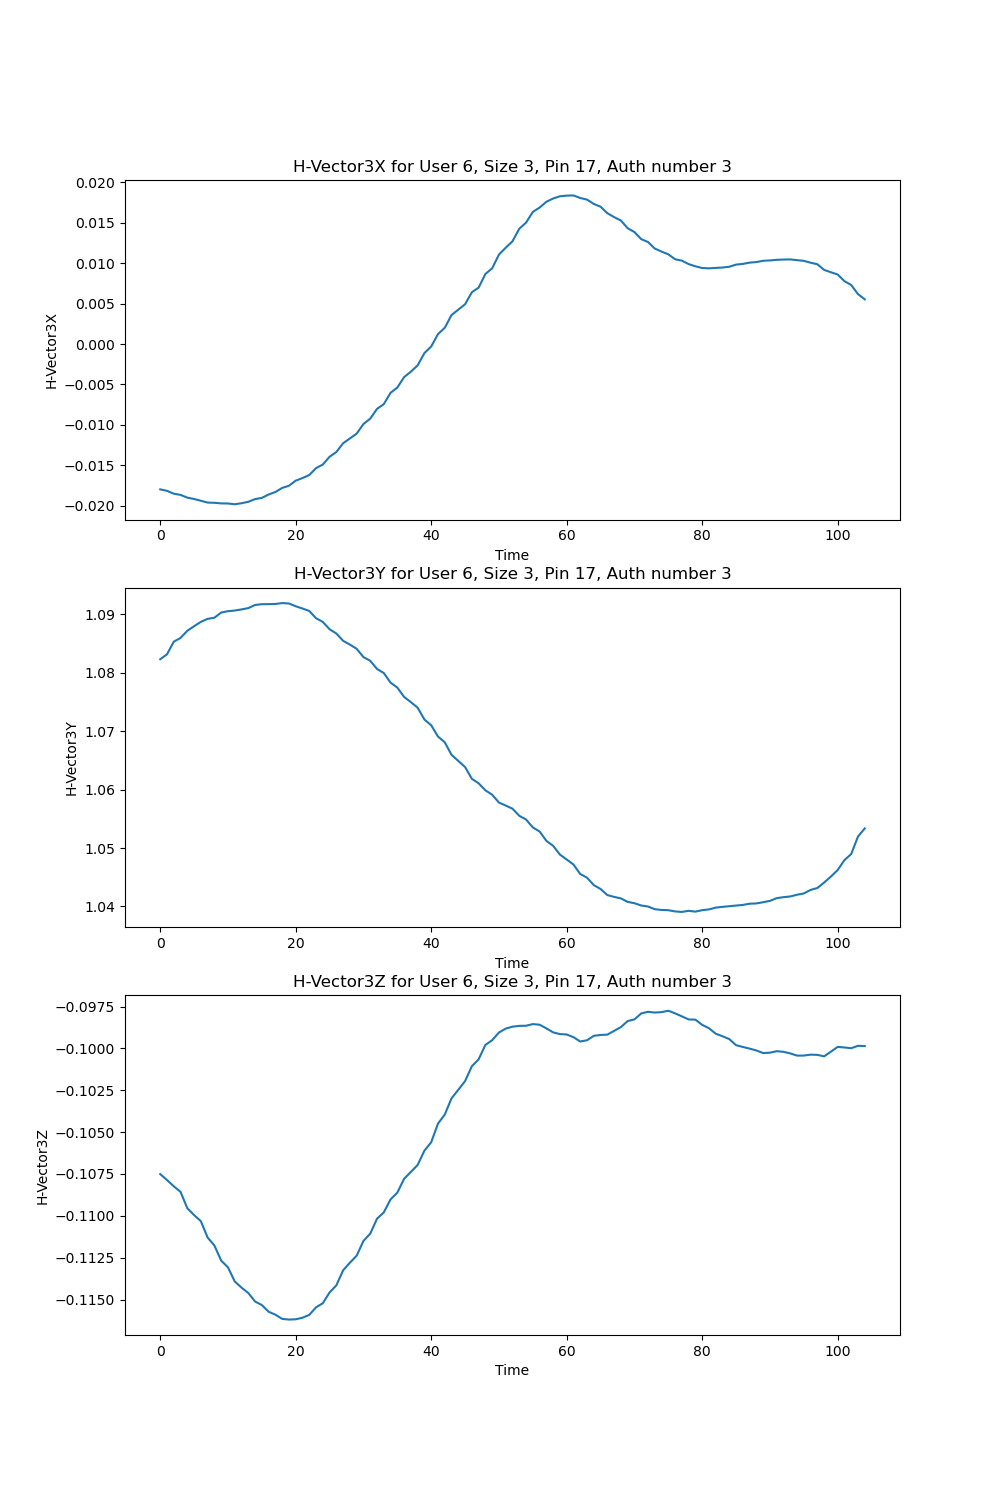 H-Vector3X for User 6, Size 3, Pin 17, Auth number 3
0.020
0.015
0.010
0.005
0.000
−0.005
−0.010
−0.015
−0.020
H-Vector3X
0 20 40 60 80 100
Time
H-Vector3Y for User 6, Size 3, Pin 17, Auth number 3
1.09
1.08
1.07
1.06
1.05
1.04
H-Vector3Y
0 20 40 60 80 100
Time
H-Vector3Z for User 6, Size 3, Pin 17, Auth number 3
−0.0975
−0.1000
−0.1025
−0.1050
−0.1075
−0.1100
−0.1125
−0.1150
H-Vector3Z
0 20 40 60 80 100
Time